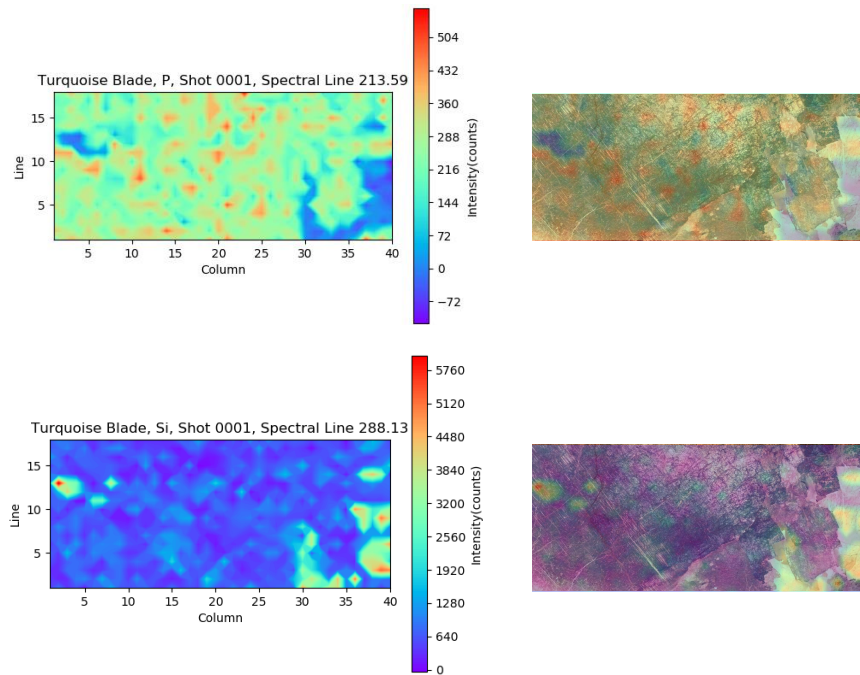 Turquoise Blade, P, Shot 0001, Spectral Line 213.59
15
10
5
Line
5 10 15 20 25 30 35 40
Column
504
432
360
288
216
144
72
0
−72
Intensity(counts)
Turquoise Blade, Si, Shot 0001, Spectral Line 288.13
15
10
5
Line
5 10 15 20 25 30 35 40
Column
5760
5120
4480
3840
3200
2560
1920
1280
640
0
Intensity(counts)